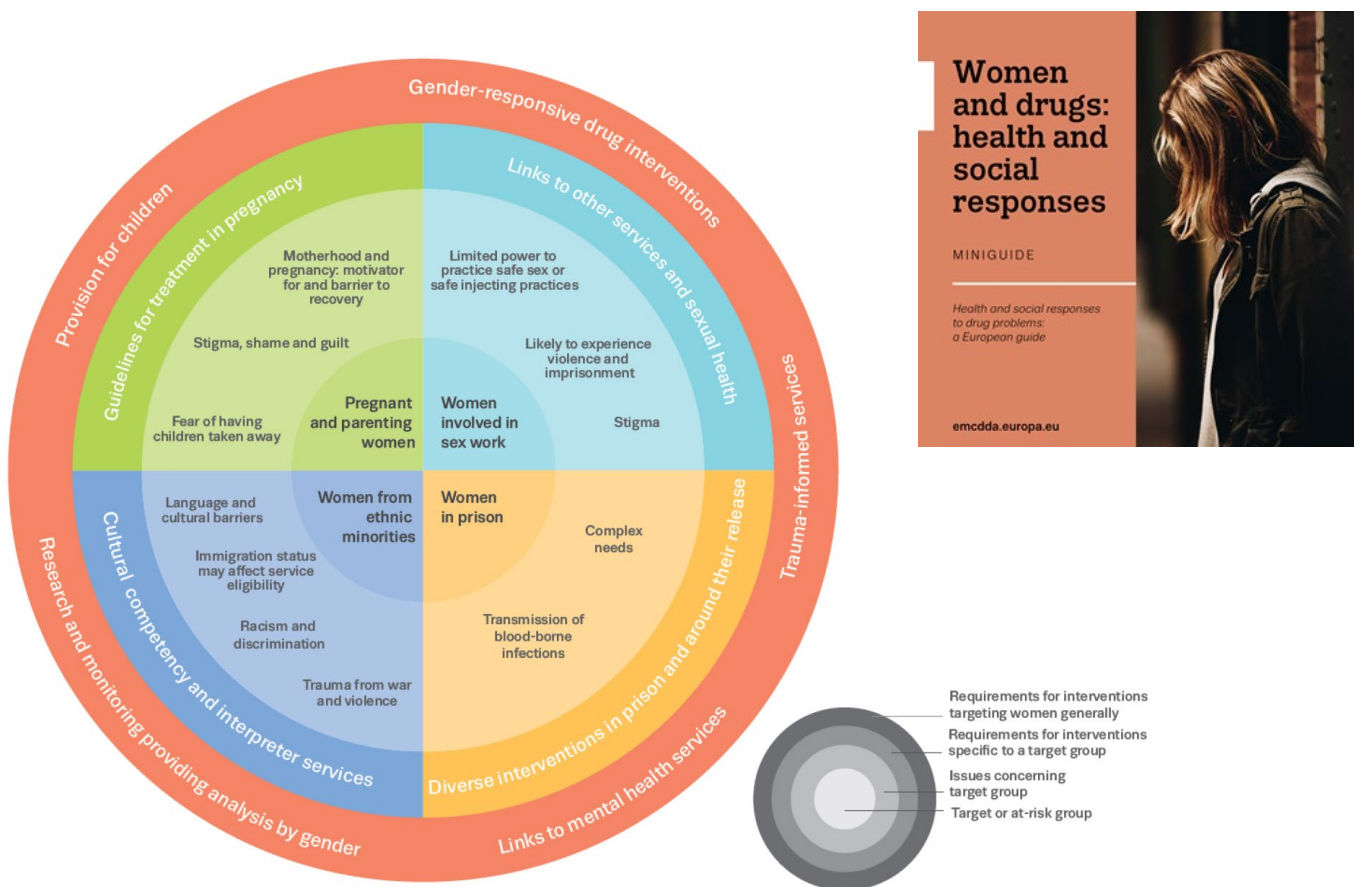 Gender-responsive drug interventions
Provision for children
Trauma-informed services
Research and monitoring providing analysis by gender
Links to mental health services
Guidelines for treatment in pregnancy
Links to other services and sexual health
Cultural competency and interpreter services
Diverse interventions in prison and around their release
Motherhood and
pregnancy: motivator
for and barrier to
recovery
Stigma, shame and guilt
Fear of having
children taken away
Pregnant
and parenting
women
Limited power to
practice safe sex or
safe injecting practices
Likely to experience
violence and
imprisonment
Stigma
Women
involved in
sex work
Language and
cultural barriers
Immigration status
may affect service
eligibility
Racism and
discrimination
Trauma from war
and violence
Women from
ethnic
minorities
Women
in prison
Complex
needs
Transmission of
blood-borne
infections
Women
and drugs:
health and
social
responses
MINIGUIDE
Health and social responses
to drug problems:
a European guide
emcdda.europa.eu
Requirements for interventions
targeting women generally
Requirements for interventions
specific to a target group
Issues concerning
target group
Target or at-risk group